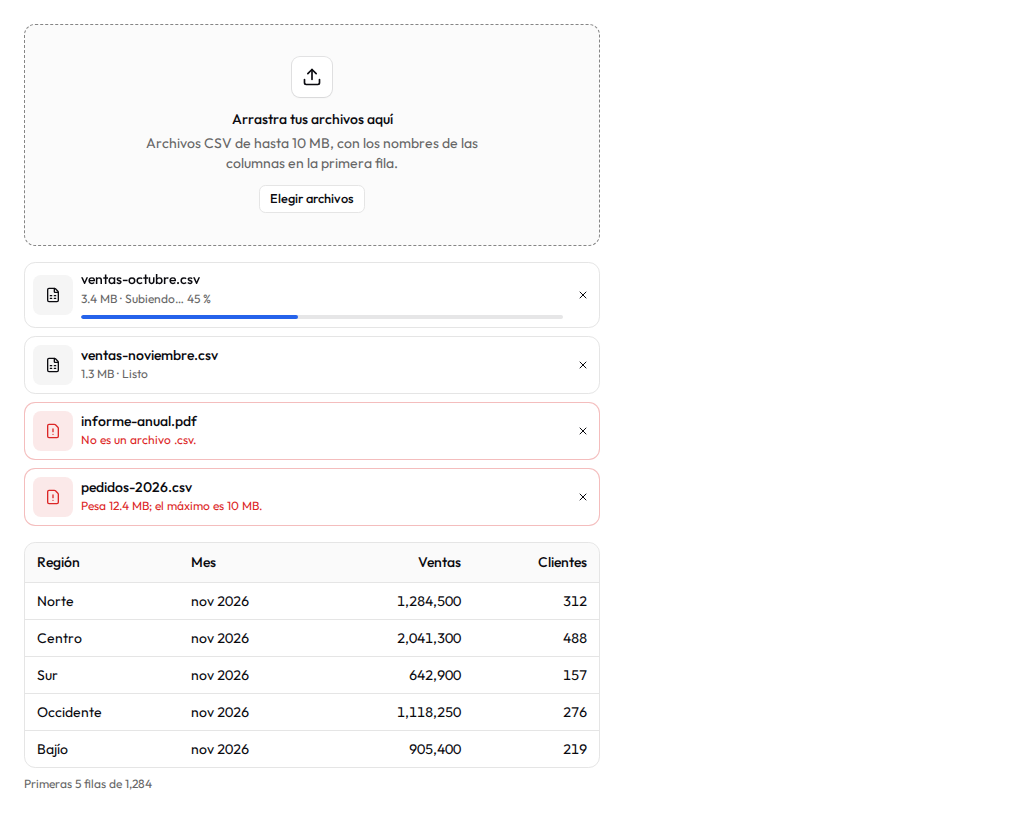 Arrastra tus archivos aquí
Archivos CSV de hasta 10 MB, con los nombres de las
columnas en la primera fila.
Elegir archivos
ventas-octubre.csv
3.4 MB · Subiendo… 45 %
ventas-noviembre.csv
1.3 MB · Listo
informe-anual.pdf
No es un archivo .csv.
pedidos-2026.csv
Pesa 12.4 MB; el máximo es 10 MB.
Región Mes Ventas Clientes
Norte nov 2026 1,284,500 312
Centro nov 2026 2,041,300 488
Sur nov 2026 642,900 157
Occidente nov 2026 1,118,250 276
Bajío nov 2026 905,400 219
Primeras 5 filas de 1,284